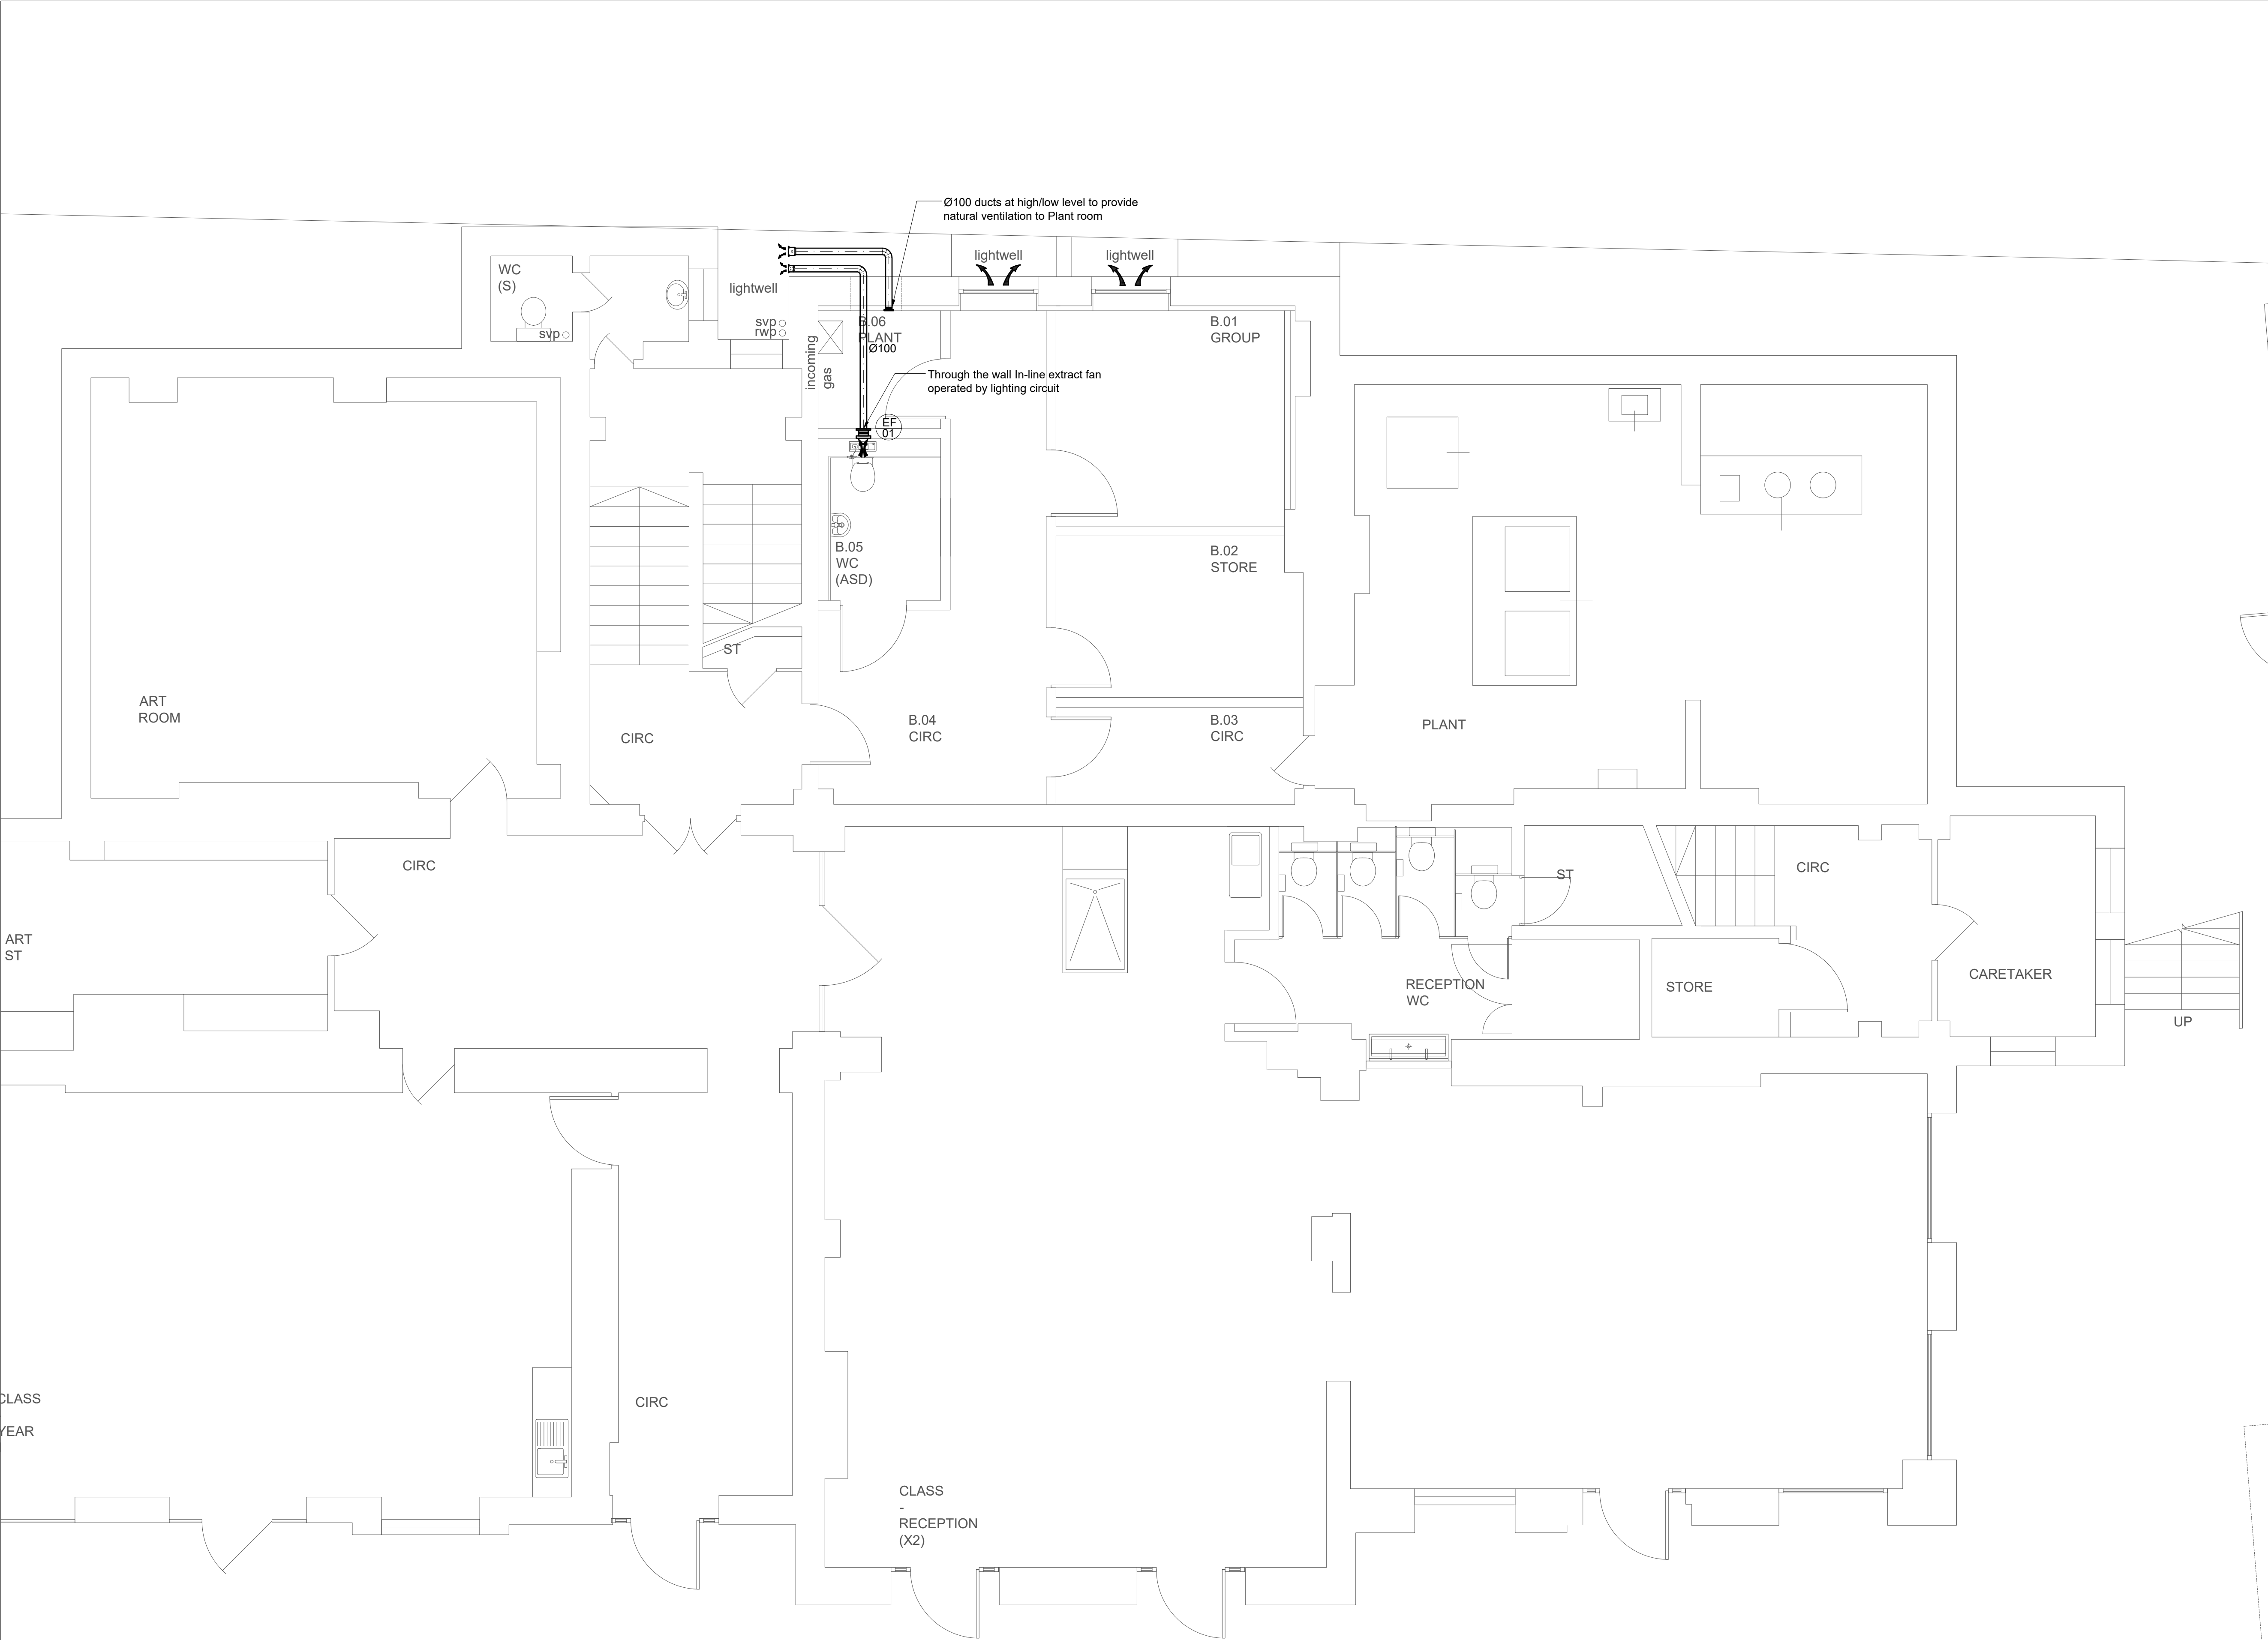 Ø100 ducts at high/low level to provide
natural ventilation to Plant room
lightwell
lightwell
WC
(S)
lightwell
svp
rwp
svp
B.06
PLANT
Ø100
B.01
GROUP
incoming
gas
Through the wall In-line extract fan
operated by lighting circuit
EF
01
B.05
WC
(ASD)
B.02
STORE
ST
ART
ROOM
CIRC
B.04
CIRC
B.03
CIRC
PLANT
CIRC
ST
CIRC
ART
ST
RECEPTION
WC
STORE
CARETAKER
UP
CLASS
YEAR
CIRC
CLASS
-
RECEPTION
(X2)